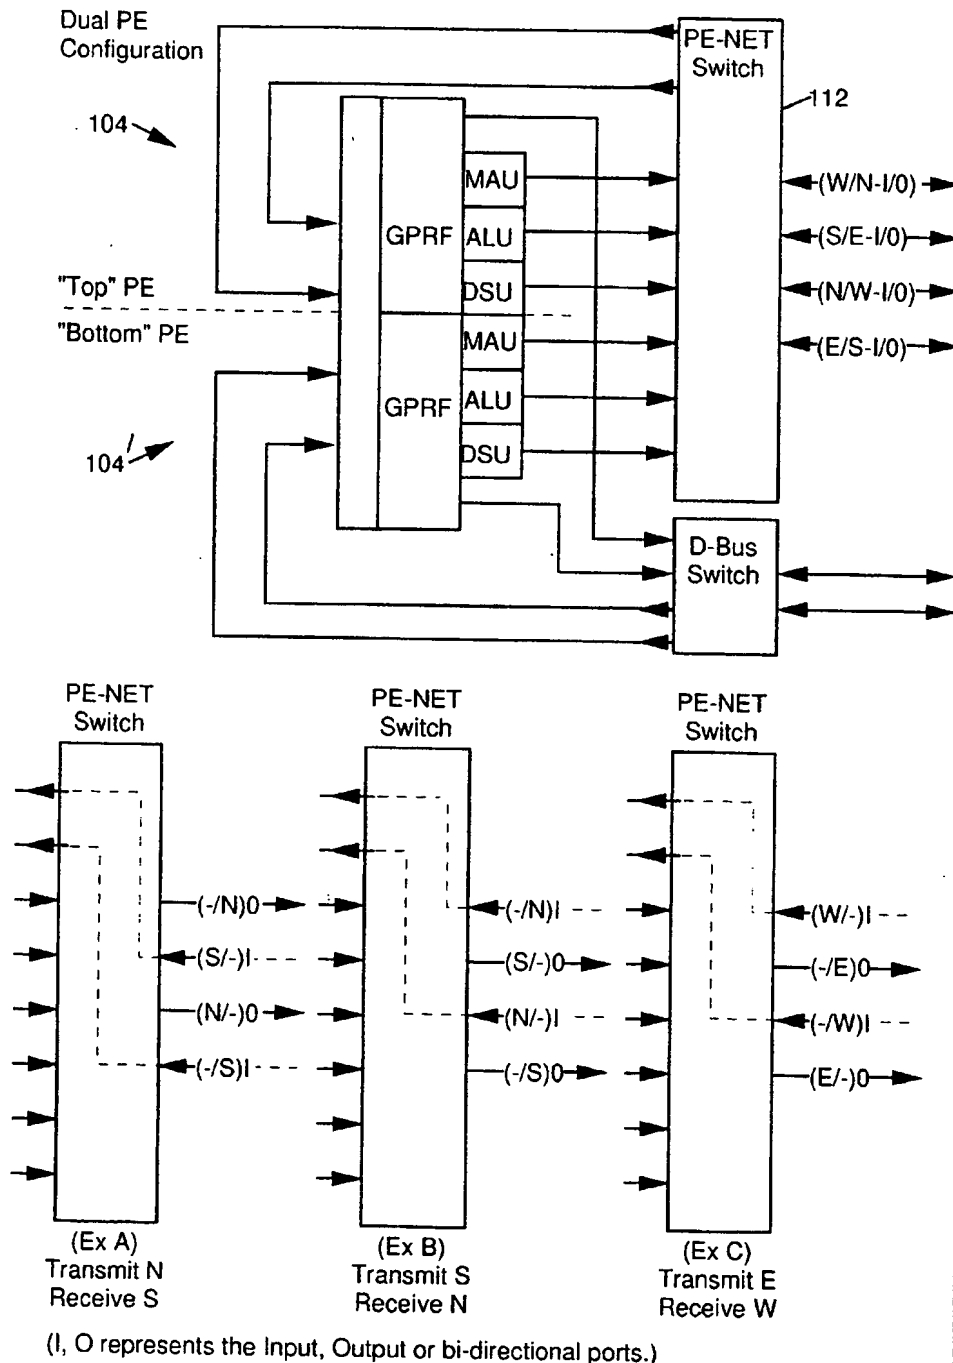 Dual PE
Configuration
PE-NET
Switch
112
104
(W/N-I/0)
MAU
GPRF
ALU
(S/E-I/0)
"Top" PE
DSU
(N/W-I/0)
"Bottom" PE
MAU
(E/S-I/0)
GPRF
ALU
104'
DSU
D-Bus
Switch
PE-NET
Switch
PE-NET
Switch
PE-NET
Switch
(-/N)0
(S/-)I
(N/-)0
(-/S)I
(-/N)I
(S/-)0
(N/-)I
(-/S)0
(W/-)I
(-/E)0
(-/W)I
(E/-)0
(Ex A)
Transmit N
Receive S
(Ex B)
Transmit S
Receive N
(Ex C)
Transmit E
Receive W
(I, O represents the Input, Output or bi-directional ports.)